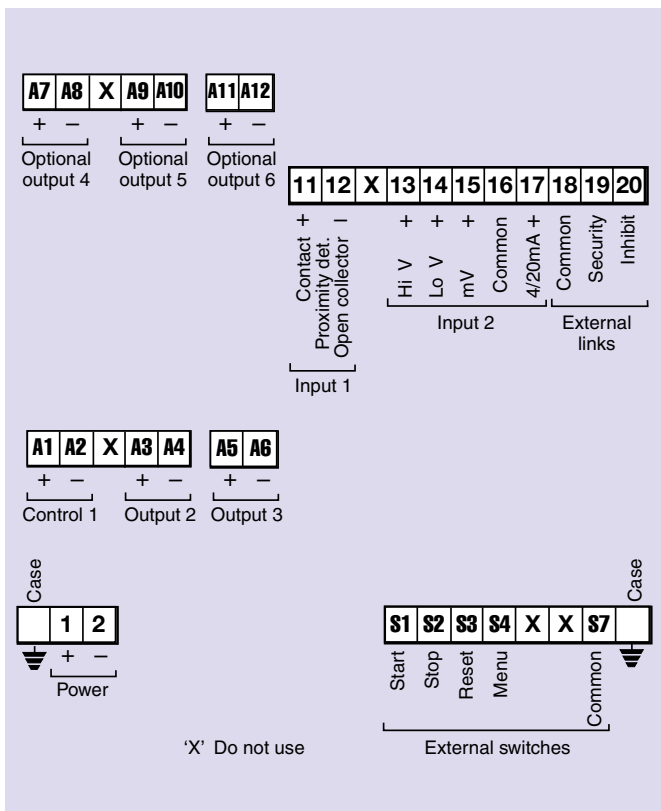 A7 A8 X A9 A10 A11 A12
+ – + – + –
Optional output 4
Optional output 5
Optional output 6
11 12 X 13 14 15 16 17 18 19 20
+ –
Contact
Proximity det.
Open collector
Hi V +
Lo V +
mV +
Common
4/20mA +
Common
Security
Inhibit
Input 1
Input 2
External links
A1 A2 X A3 A4 A5 A6
+ – + – + –
Control 1 Output 2 Output 3
Case
1 2
+ –
Power
S1 S2 S3 S4 X X S7
Start
Stop
Reset
Menu
Common
Case
External switches
'X' Do not use